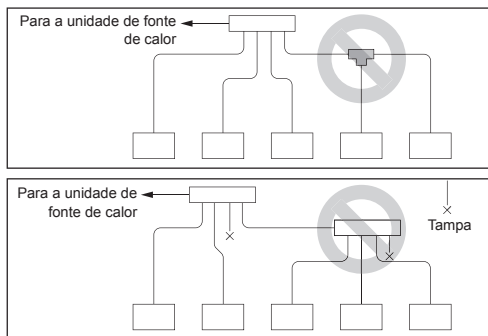 Para a unidade de fonte
de calor
Para a unidade de
fonte de calor
Tampa